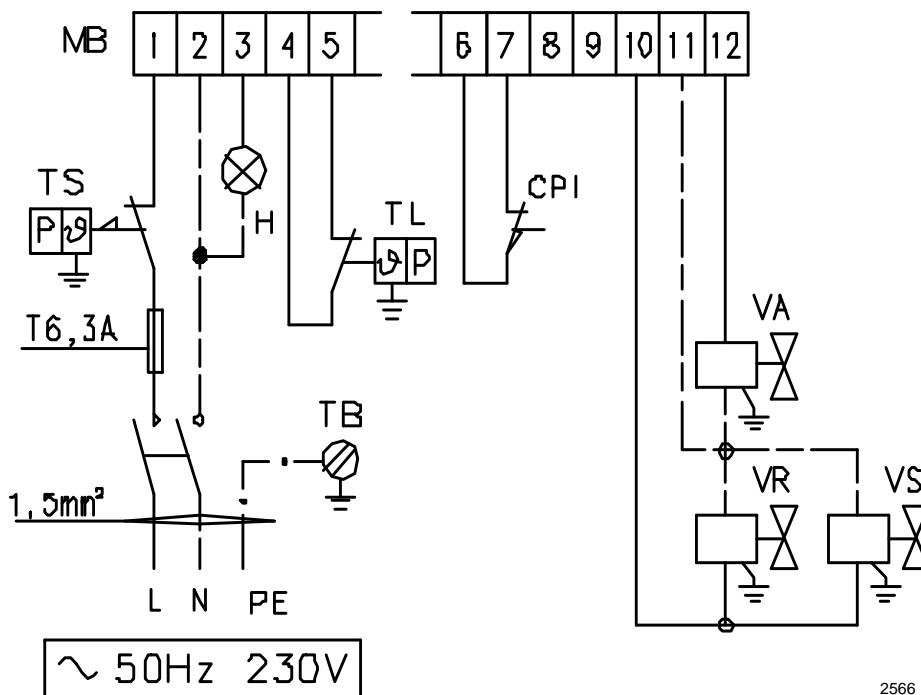 MB 1 2 3 4 5 6 7 8 9 10 11 12
TS
CPI
H
TL
P ϑ
ϑ P
VA
T6,3A
TB
VR VS
1,5mm²
L N PE
~ 50Hz 230V
2566